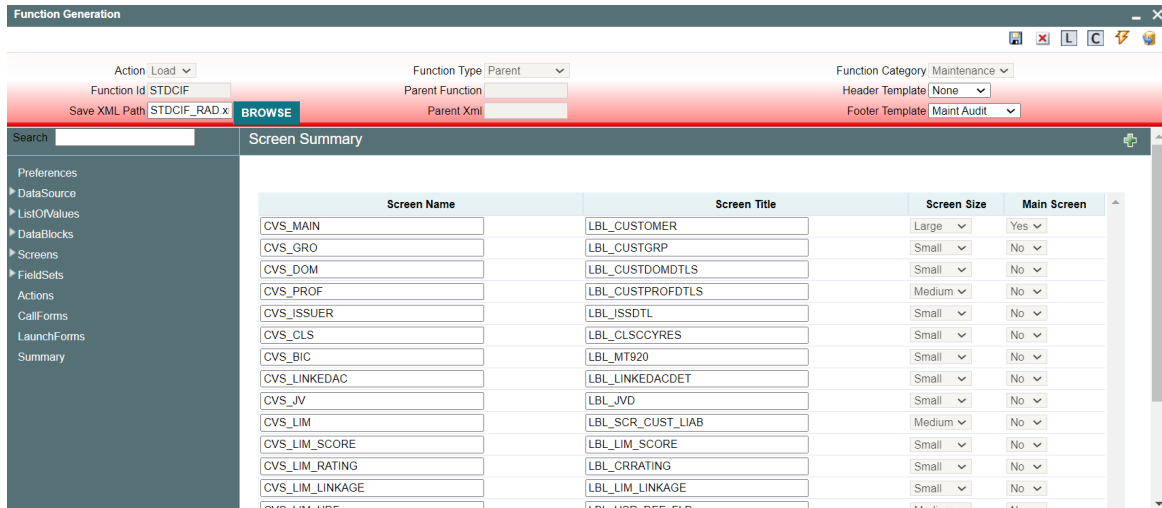 Function Generation
L C
Action Load Function Type Parent Function Category Maintenance
Function Id STDCIF Parent Function Header Template None
Save XML Path STDCIF_RAD.x BROWSE Parent Xml Footer Template Maint Audit
Search Screen Summary
Preferences
DataSource
ListOfValues
DataBlocks
Screens
FieldSets
Actions
CallForms
LaunchForms
Summary
Screen Name Screen Title Screen Size Main Screen
CVS_MAIN LBL_CUSTOMER Large Yes
CVS_GRO LBL_CUSTGRP Small No
CVS_DOM LBL_CUSTDOMDTLS Small No
CVS_PROF LBL_CUSTPROFDTLS Medium No
CVS_ISSUER LBL_ISSDTL Small No
CVS_CLS LBL_CLSCCYRES Small No
CVS_BIC LBL_MT920 Small No
CVS_LINKEDAC LBL_LINKEDACDET Small No
CVS_JV LBL_JVD Small No
CVS_LIM LBL_SCR_CUST_LIAB Medium No
CVS_LIM_SCORE LBL_LIM_SCORE Small No
CVS_LIM_RATING LBL_CRRATING Small No
CVS_LIM_LINKAGE LBL_LIM_LINKAGE Small No